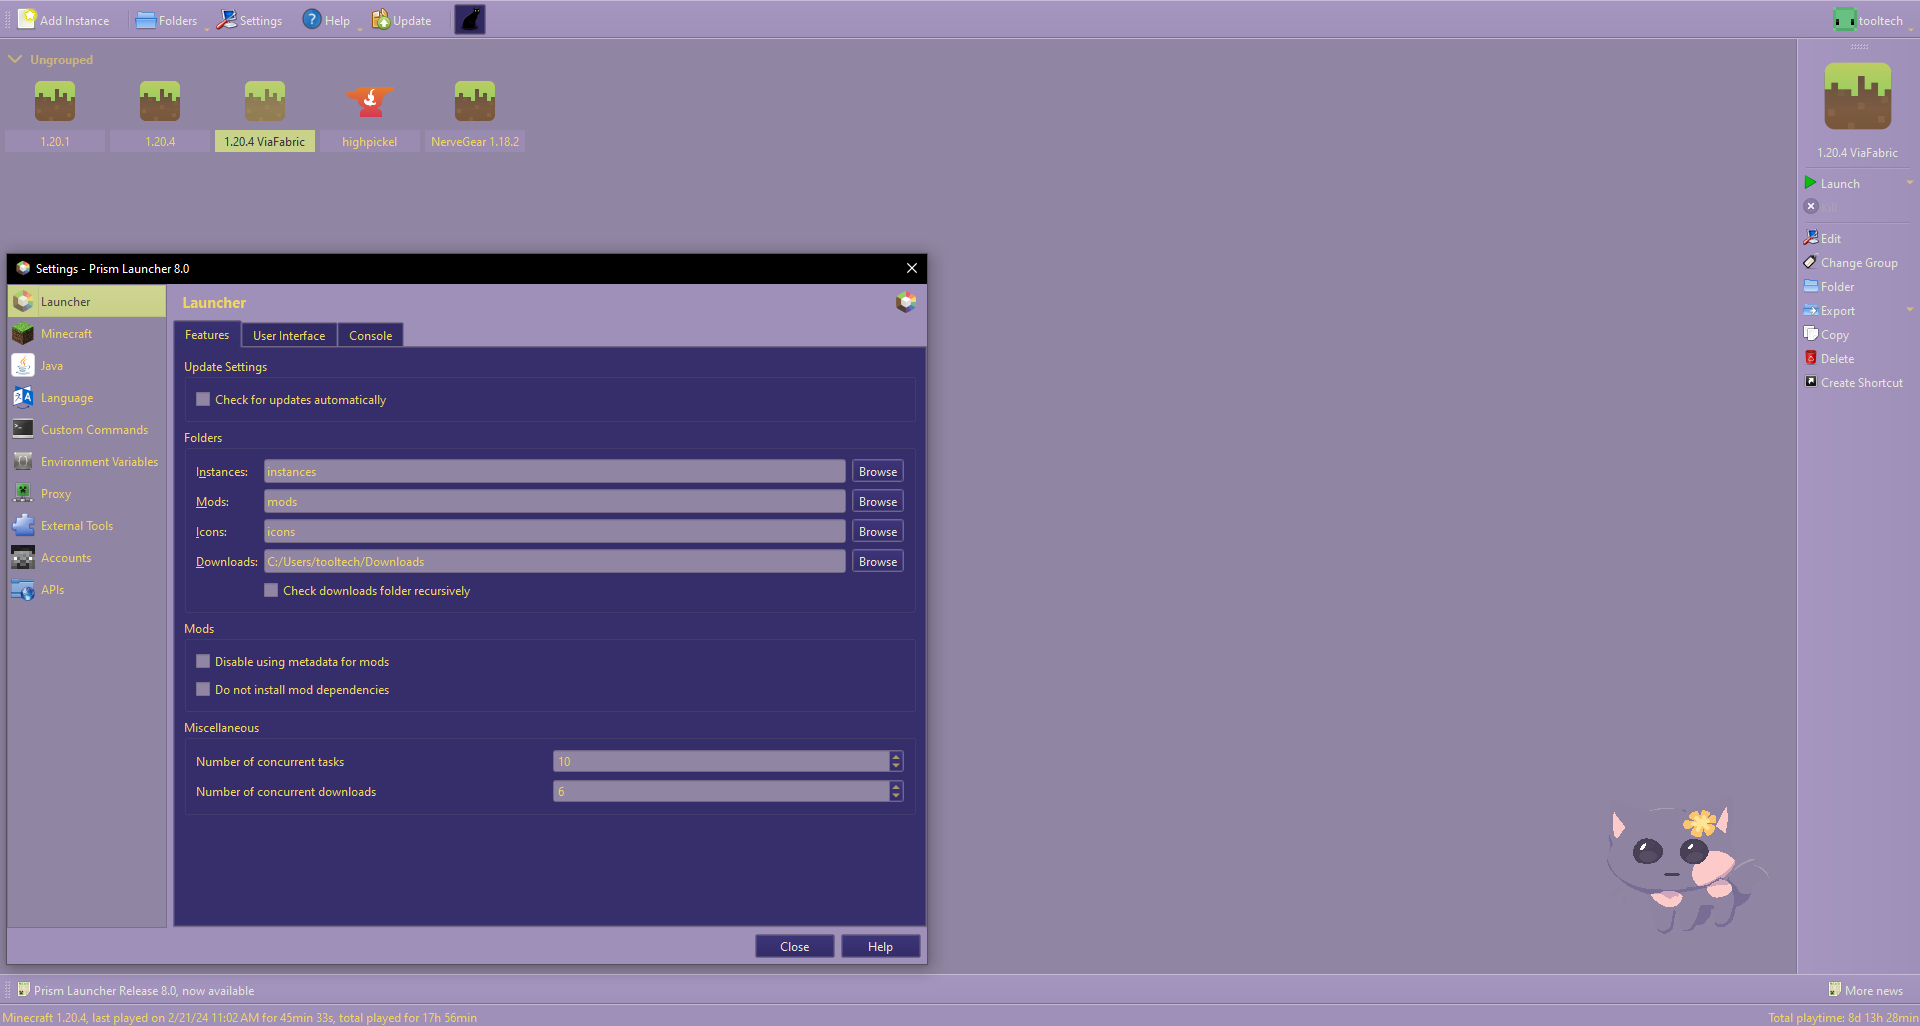 Add Instance Folders Settings Help Update tooltech
Ungrouped
1.20.1 1.20.4 1.20.4 ViaFabric highpickel NerveGear 1.18.2
1.20.4 ViaFabric
Launch
Kill
Edit
Change Group
Folder
Export
Copy
Delete
Create Shortcut
Settings - Prism Launcher 8.0
Launcher
Minecraft
Java
Language
Custom Commands
Environment Variables
Proxy
External Tools
Accounts
APIs
Launcher
Features User Interface Console
Update Settings
Check for updates automatically
Folders
Instances: instances Browse
Mods: mods Browse
Icons: icons Browse
Downloads: C:/Users/tooltech/Downloads Browse
Check downloads folder recursively
Mods
Disable using metadata for mods
Do not install mod dependencies
Miscellaneous
Number of concurrent tasks 10
Number of concurrent downloads 6
Close Help
Prism Launcher Release 8.0, now available More news
Minecraft 1.20.4, last played on 2/21/24 11:02 AM for 45min 33s, total played for 17h 56min Total playtime: 8d 13h 28min